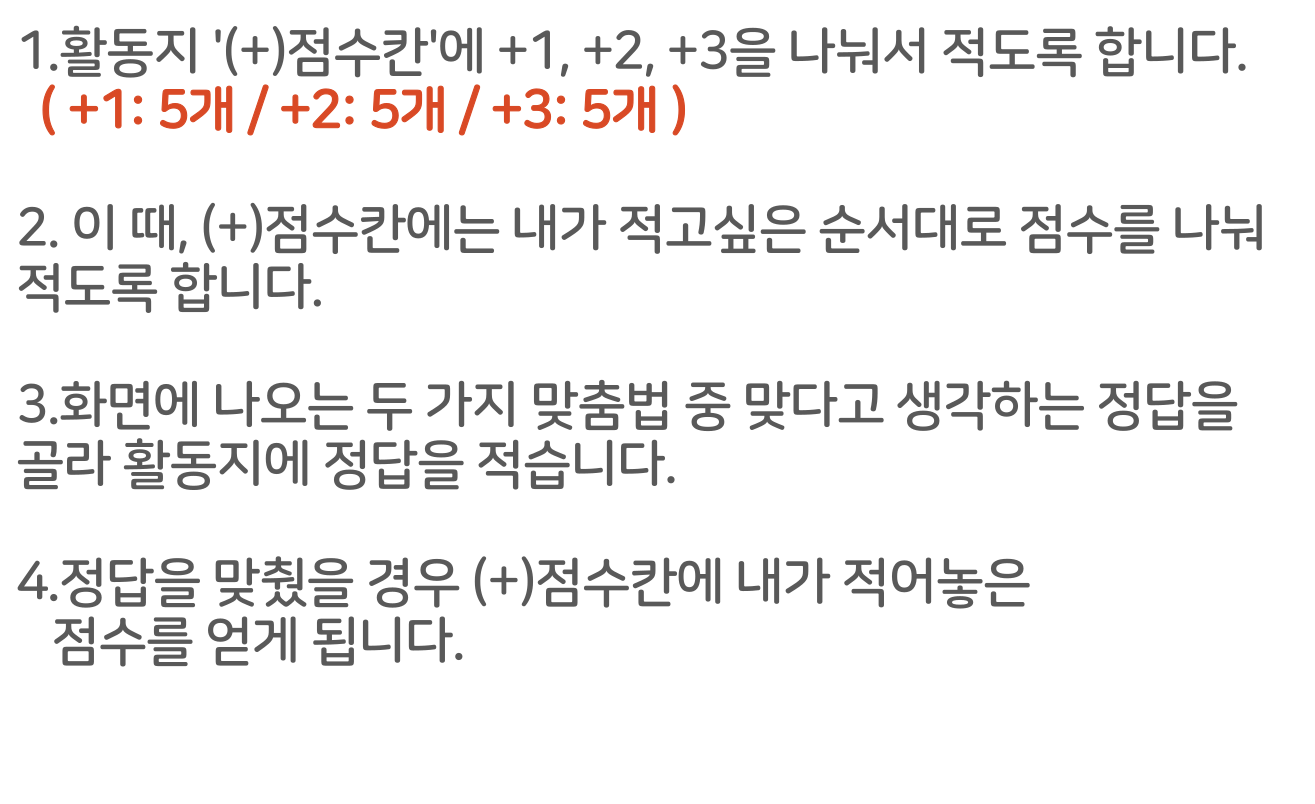 1.활동지 '(+)점수칸'에 +1, +2, +3을 나눠서 적도록 합니다.
( +1: 5개 / +2: 5개 / +3: 5개 )
2. 이 때, (+)점수칸에는 내가 적고싶은 순서대로 점수를 나눠
적도록 합니다.
3.화면에 나오는 두 가지 맞춤법 중 맞다고 생각하는 정답을
골라 활동지에 정답을 적습니다.
4.정답을 맞췄을 경우 (+)점수칸에 내가 적어놓은
점수를 얻게 됩니다.